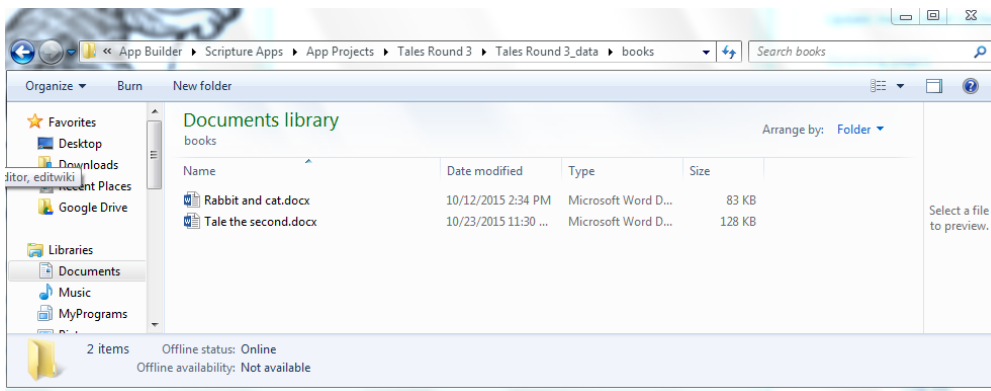 « App Builder ▸ Scripture Apps ▸ App Projects ▸ Tales Round 3 ▸ Tales Round 3_data ▸ books
Search books
Organize ▾ Burn New folder
Favorites
Desktop
Downloads
ditor, editwiki
Recent Places
Google Drive
Libraries
Documents
Music
MyPrograms
Documents library
books
Arrange by: Folder ▾
Name Date modified Type Size
Rabbit and cat.docx 10/12/2015 2:34 PM Microsoft Word D... 83 KB
Tale the second.docx 10/23/2015 11:30 ... Microsoft Word D... 128 KB
Select a file
to preview.
2 items Offline status: Online
Offline availability: Not available